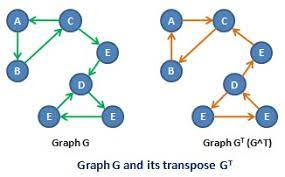 A C A C
E E
B B
D D
E E E E
Graph G Graph Gᵀ (G^T)
Graph G and its transpose Gᵀ